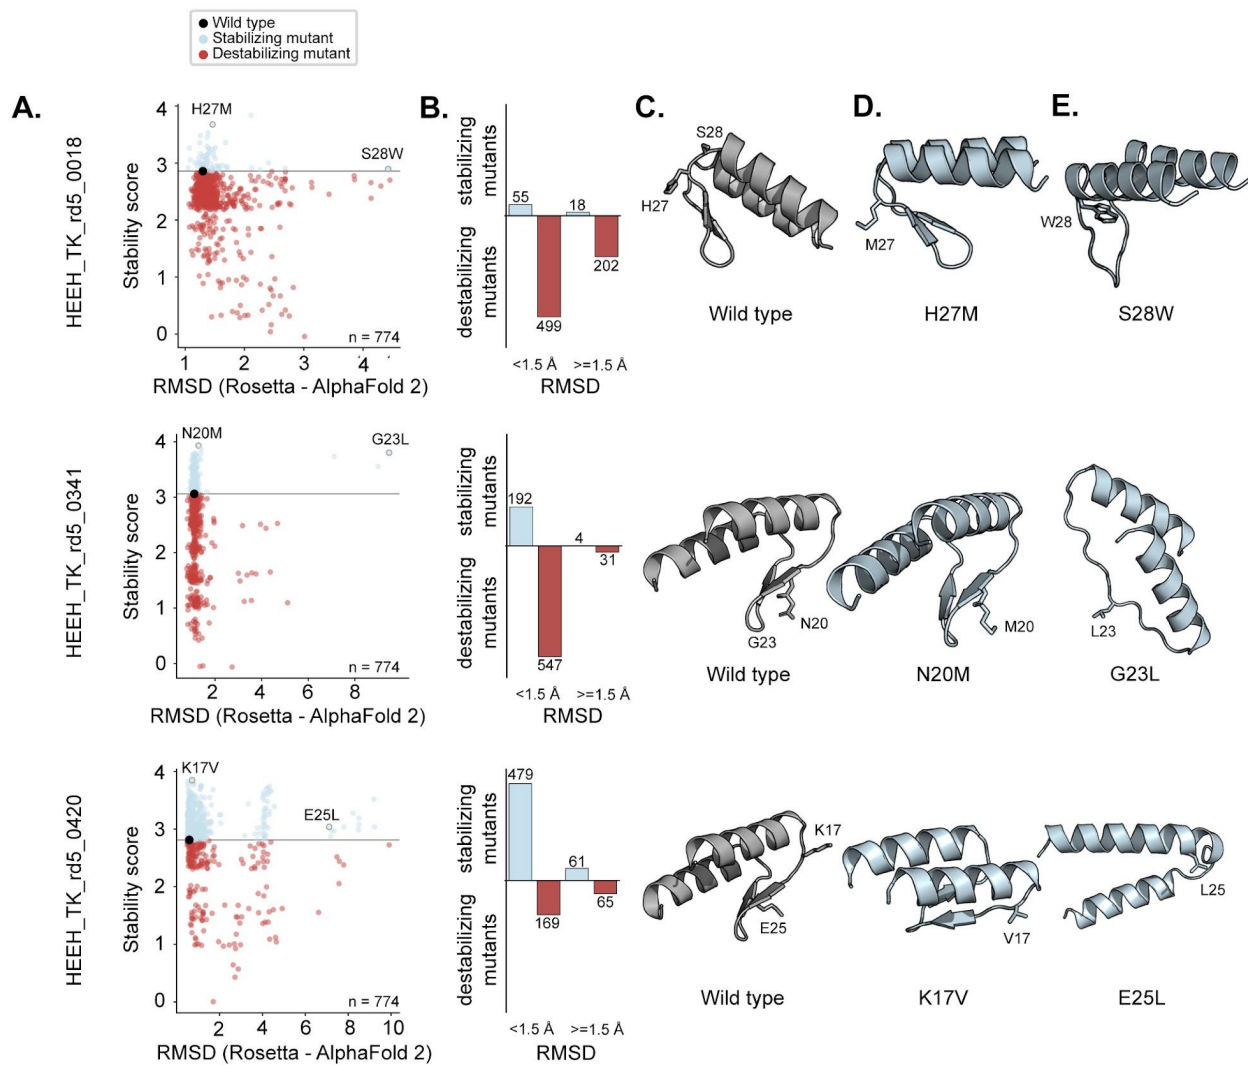 Wild type
Stabilizing mutant
Destabilizing mutant
A.
B.
C.
D.
E.
HEEH_TK_rd5_0018
Stability score
4
3
2
1
0
H27M
S28W
n = 774
1
2
3
4
RMSD (Rosetta - AlphaFold 2)
stabilizing
mutants
destabilizing
mutants
55
18
499
202
<1.5 Å
>=1.5 Å
RMSD
S28
H27
Wild type
M27
H27M
W28
S28W
HEEH_TK_rd5_0341
Stability score
4
3
2
1
0
N20M
G23L
n = 774
2
4
6
8
RMSD (Rosetta - AlphaFold 2)
stabilizing
mutants
destabilizing
mutants
192
4
547
31
<1.5 Å
>=1.5 Å
RMSD
N20
G23
Wild type
M20
N20M
L23
G23L
HEEH_TK_rd5_0420
Stability score
4
3
2
1
0
K17V
E25L
n = 774
2
4
6
8
10
RMSD (Rosetta - AlphaFold 2)
stabilizing
mutants
destabilizing
mutants
479
61
169
65
<1.5 Å
>=1.5 Å
RMSD
K17
E25
Wild type
V17
K17V
L25
E25L